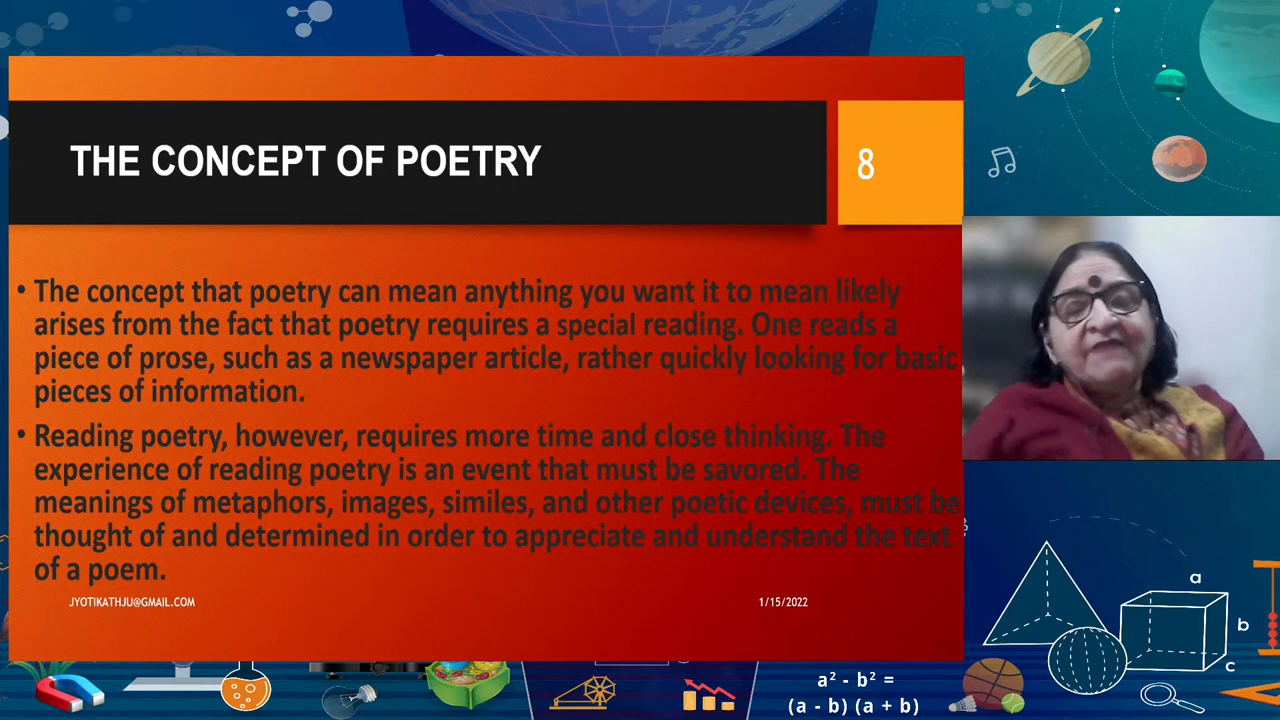 THE CONCEPT OF POETRY
8
• The concept that poetry can mean anything you want it to mean likely
arises from the fact that poetry requires a special reading. One reads a
piece of prose, such as a newspaper article, rather quickly looking for basic
pieces of information.
• Reading poetry, however, requires more time and close thinking. The
experience of reading poetry is an event that must be savored. The
meanings of metaphors, images, similes, and other poetic devices, must be
thought of and determined in order to appreciate and understand the text
of a poem.
JYOTIKATHJU@GMAIL.COM
1/15/2022
a
b
c
a² - b² =
(a - b) (a + b)